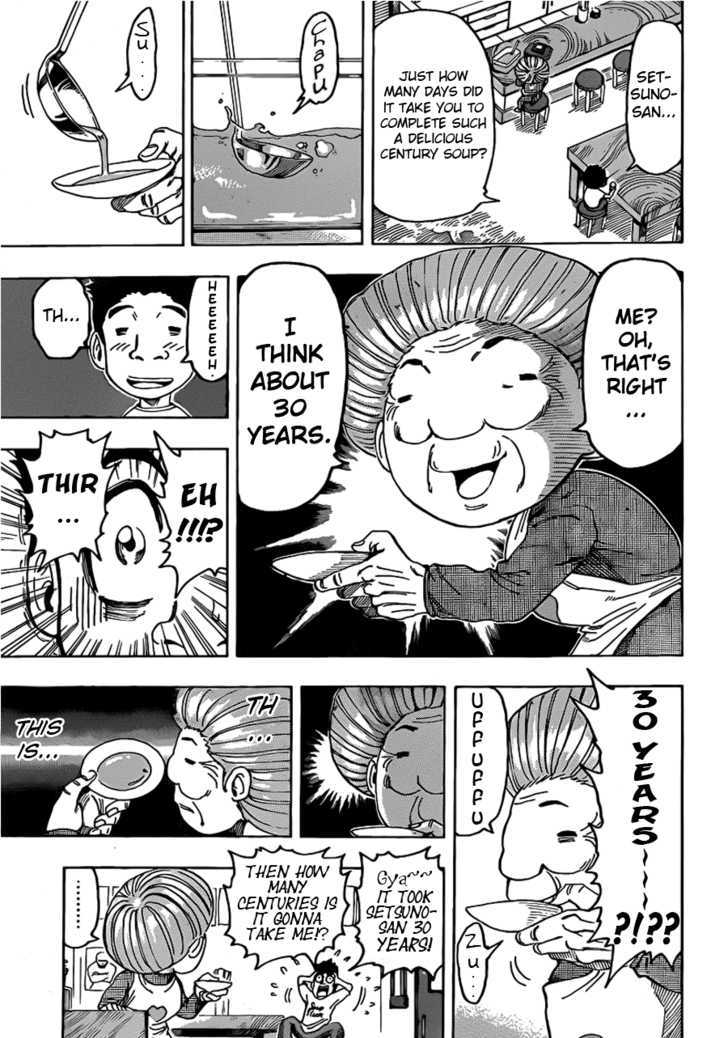 SET-
SUNO-
SAN...
JUST HOW
MANY DAYS DID
IT TAKE YOU TO
COMPLETE SUCH
A DELICIOUS
CENTURY SOUP?
Chapu
Su...
ME?
OH,
THAT'S
RIGHT
...
I
THINK
ABOUT
30
YEARS.
HEEEEEH.
TH...
EH
!!!?
THIR
...
30 YEARS~~~~
?!??
UFFUFFU
Zu...
TH
...
THIS
IS...
Gya~~
IT TOOK
SETSUNO-
SAN 30
YEARS!
THEN HOW
MANY
CENTURIES
IS IT GONNA
TAKE ME!?
......